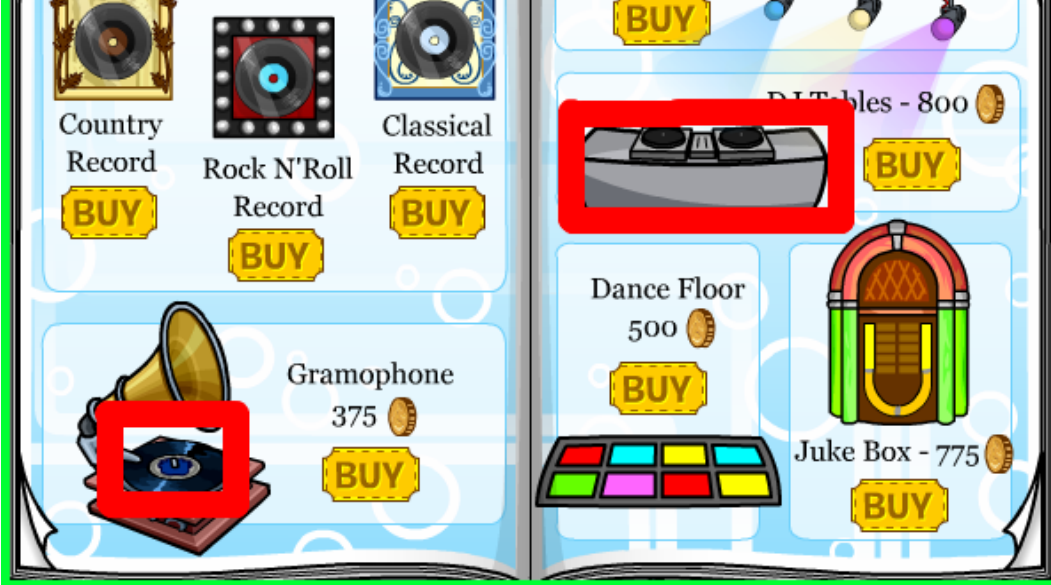 Country
Record
BUY
Rock N'Roll
Record
BUY
Classical
Record
BUY
Gramophone
375
BUY
BUY
DJ Tables - 800
BUY
Dance Floor
500
BUY
Juke Box - 775
BUY